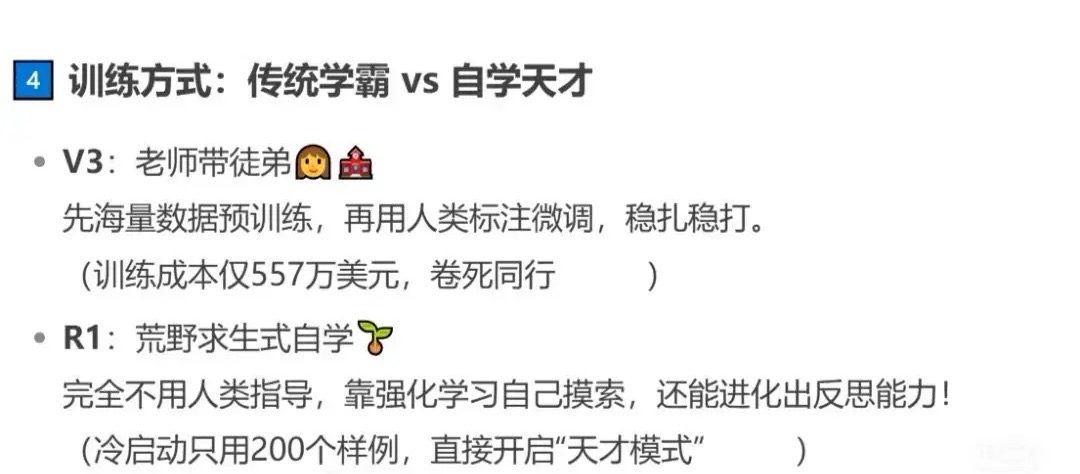 4 训练方式：传统学霸 vs 自学天才
V3：老师带徒弟👩🏫
先海量数据预训练，再用人类标注微调，稳扎稳打。
（训练成本仅557万美元，卷死同行）
R1：荒野求生式自学🌱
完全不用人类指导，靠强化学习自己摸索，还能进化出反思能力！
（冷启动只用200个样例，直接开启“天才模式”）